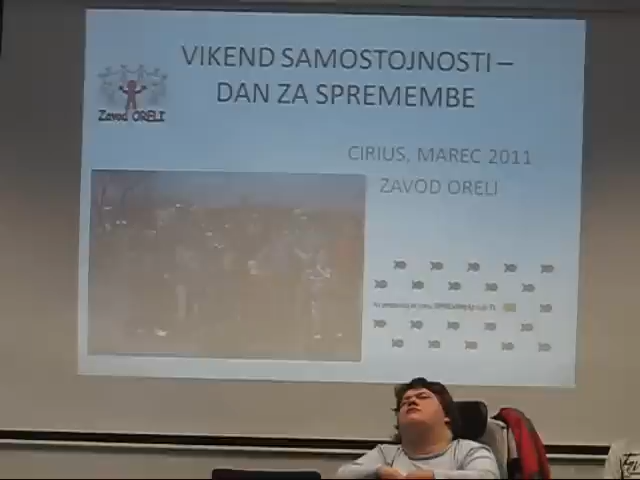 VIKEND SAMOSTOJNOSTI –
DAN ZA SPREMEMBE
Zavod ORELI
CIRIUS, MAREC 2011
ZAVOD ORELI